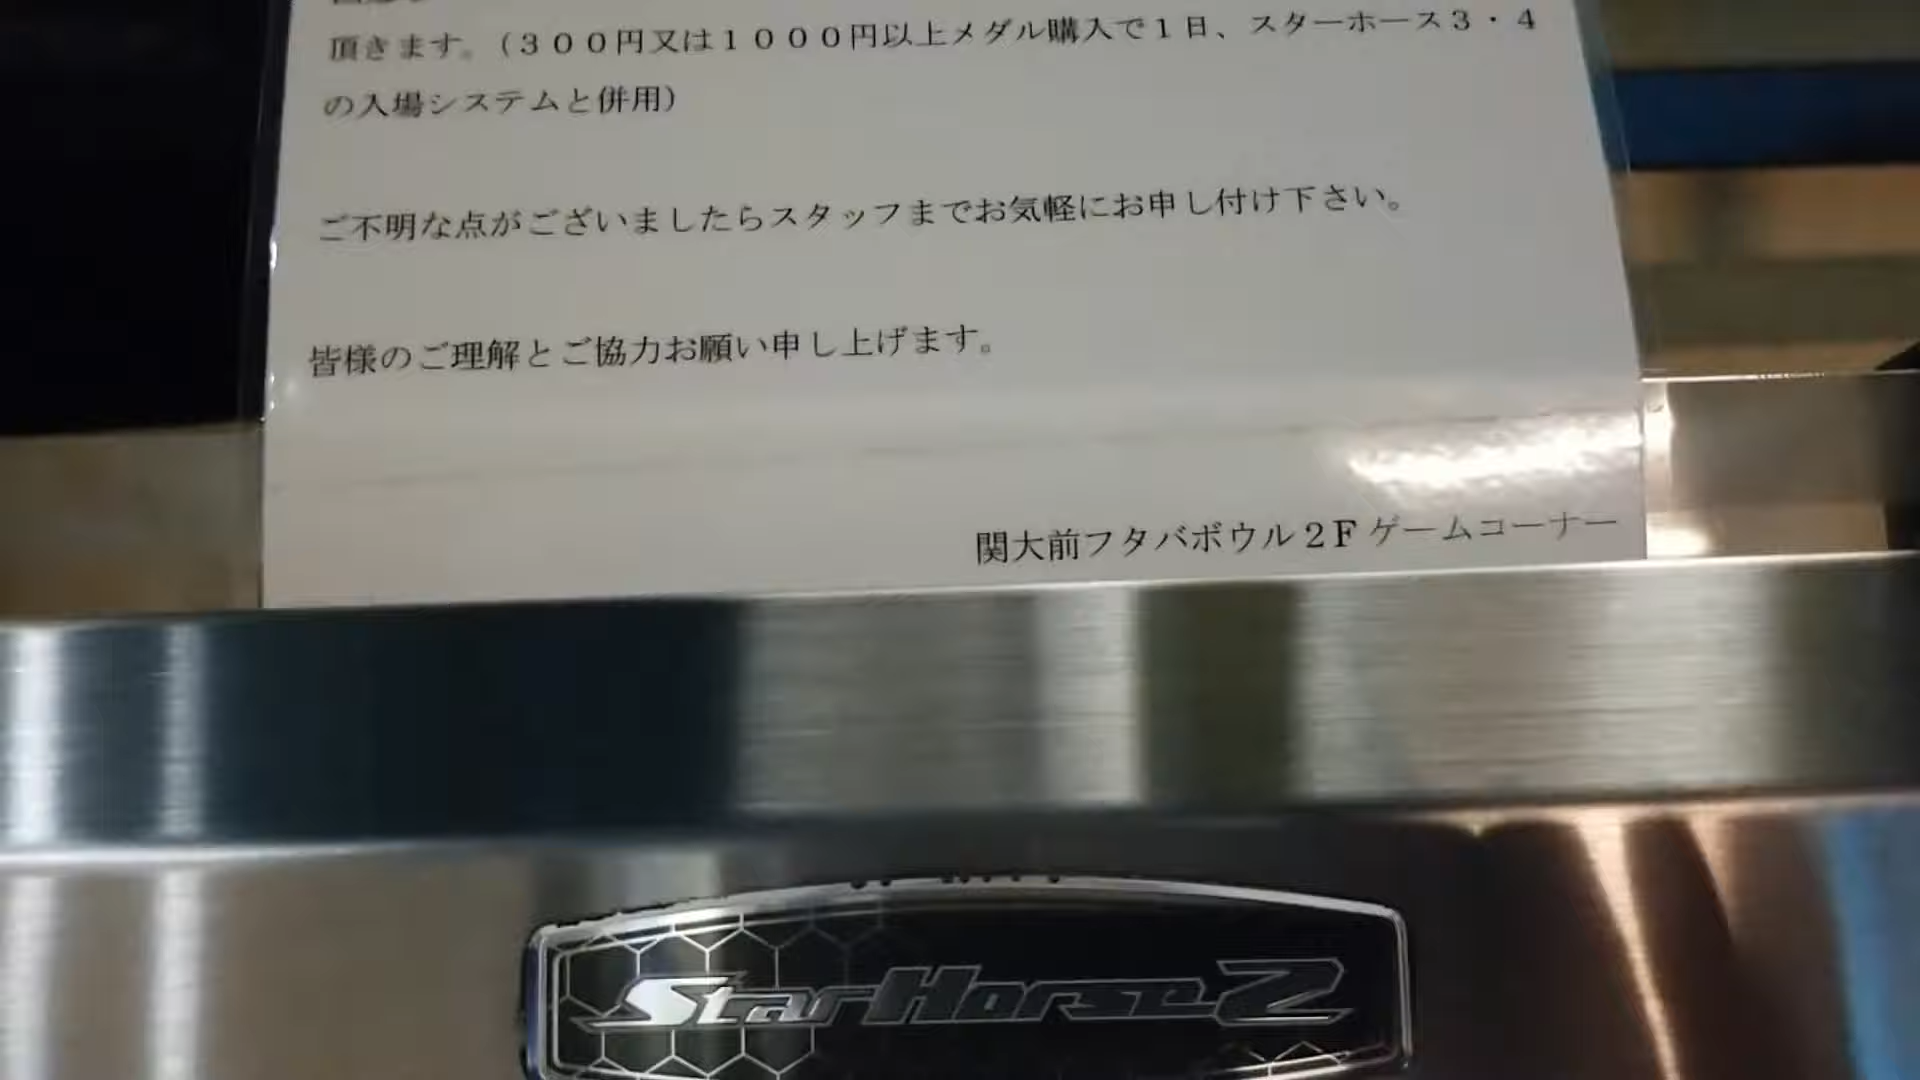 頂きます。(３００円又は１０００円以上メダル購入で１日、スターホース３・４
の入場システムと併用)
ご不明な点がございましたらスタッフまでお気軽にお申し付け下さい。
皆様のご理解とご協力お願い申し上げます。
関大前フタバボウル２Ｆゲームコーナー
StarHorse2